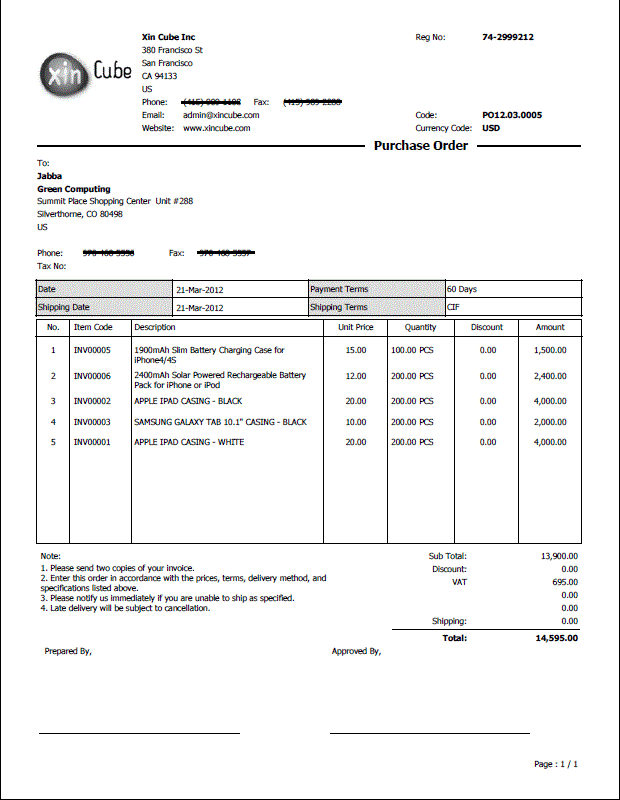 xin Cube
Xin Cube Inc
380 Francisco St
San Francisco
CA 94133
US
Phone: Fax:
Email: admin@xincube.com
Website: www.xincube.com
Reg No: 74-2999212
Code: PO12.03.0005
Currency Code: USD
Purchase Order
To:
Jabba
Green Computing
Summit Place Shopping Center Unit #288
Silverthorne, CO 80498
US
Phone: Fax:
Tax No:
Date 21-Mar-2012 Payment Terms 60 Days
Shipping Date 21-Mar-2012 Shipping Terms CIF
No. Item Code Description Unit Price Quantity Discount Amount
1 INV00005 1900mAh Slim Battery Charging Case for 15.00 100.00 PCS 0.00 1,500.00
iPhone4/4S
2 INV00006 2400mAh Solar Powered Rechargeable Battery 12.00 200.00 PCS 0.00 2,400.00
Pack for iPhone or iPod
3 INV00002 APPLE IPAD CASING - BLACK 20.00 200.00 PCS 0.00 4,000.00
4 INV00003 SAMSUNG GALAXY TAB 10.1" CASING - BLACK 10.00 200.00 PCS 0.00 2,000.00
5 INV00001 APPLE IPAD CASING - WHITE 20.00 200.00 PCS 0.00 4,000.00
Note:
1. Please send two copies of your invoice.
2. Enter this order in accordance with the prices, terms, delivery method, and
specifications listed above.
3. Please notify us immediately if you are unable to ship as specified.
4. Late delivery will be subject to cancellation.
Sub Total: 13,900.00
Discount: 0.00
VAT 695.00
0.00
Shipping: 0.00
Total: 14,595.00
Prepared By, Approved By,
Page : 1 / 1